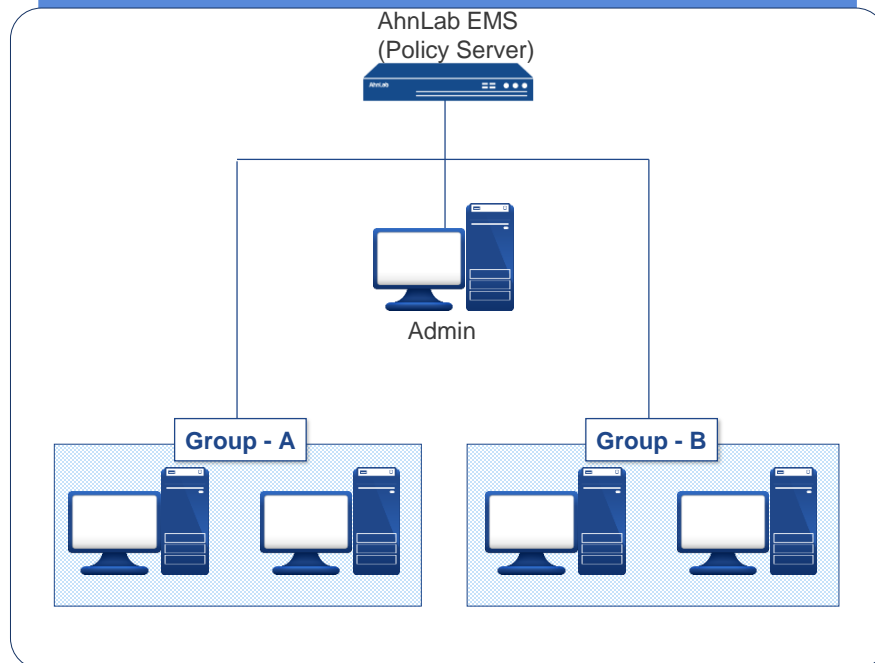 AhnLab EMS
(Policy Server)
AhnLab
Admin
Group - A
Group - B